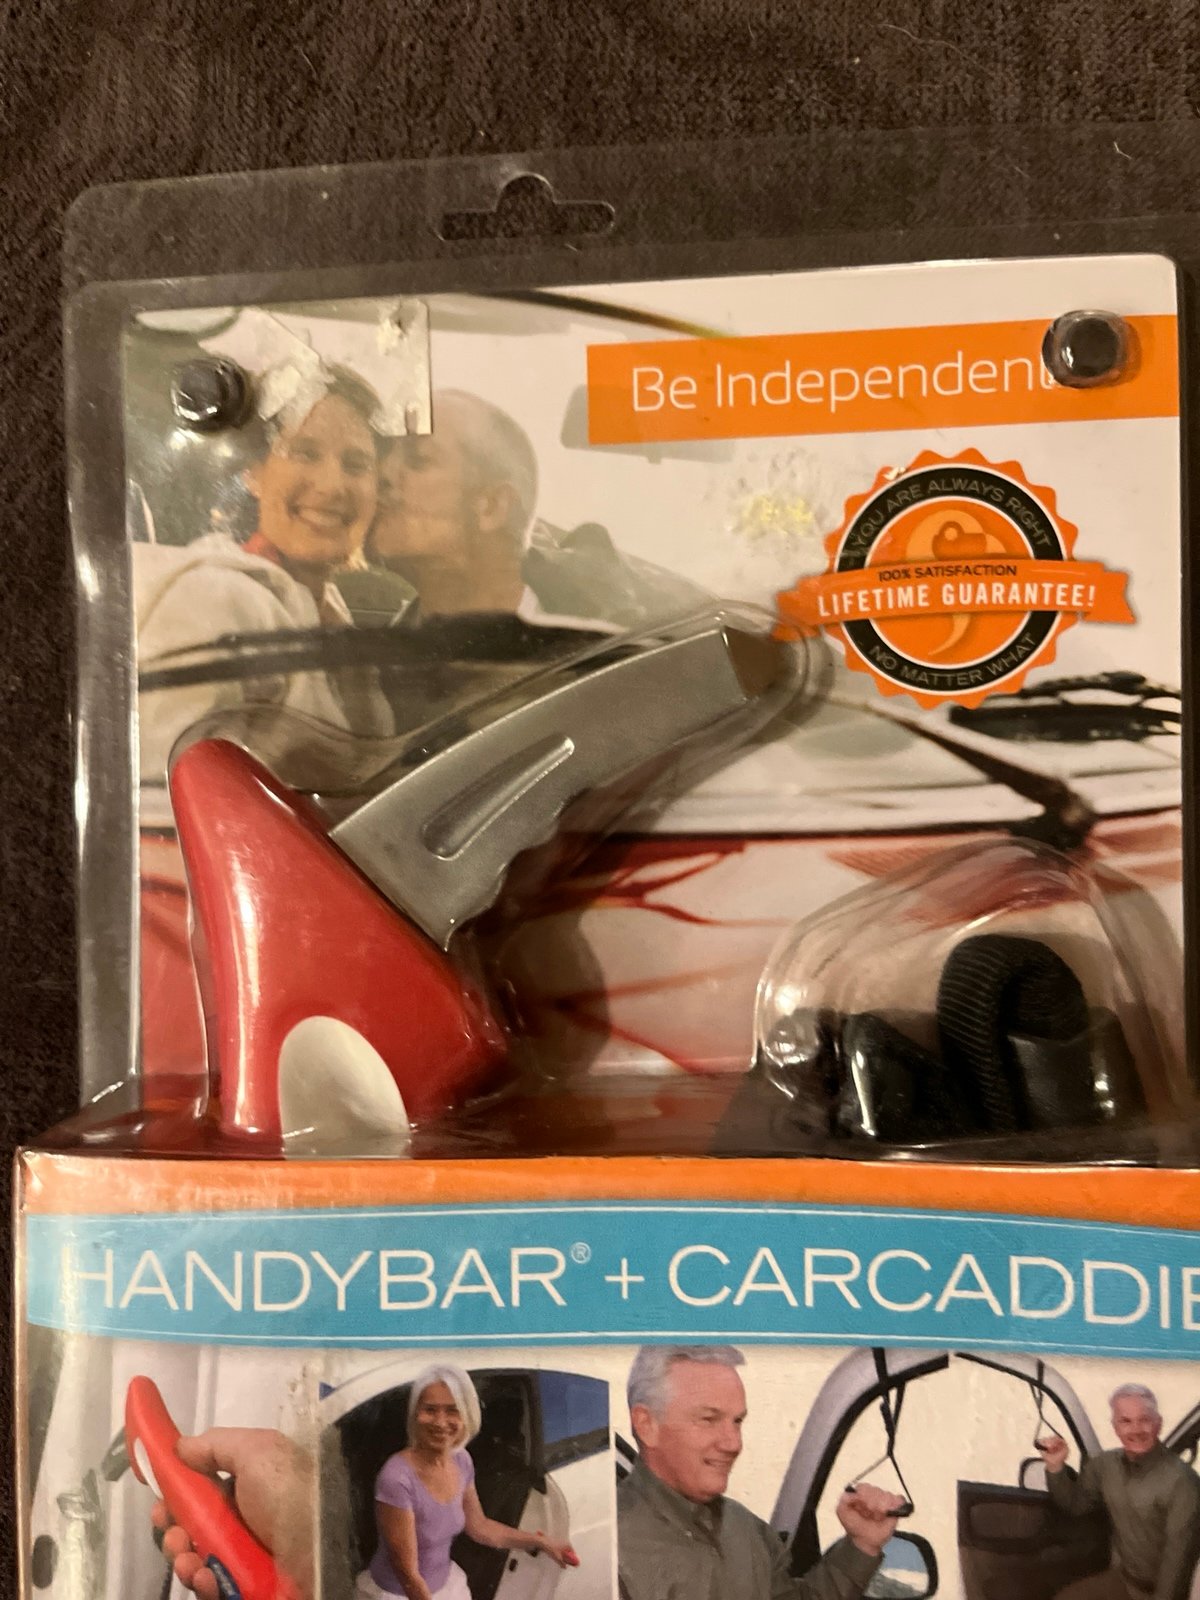 Be Independent
YOU ARE ALWAYS RIGHT
100% SATISFACTION
LIFETIME GUARANTEE!
NO MATTER WHAT
HANDYBAR® + CARCADDIE